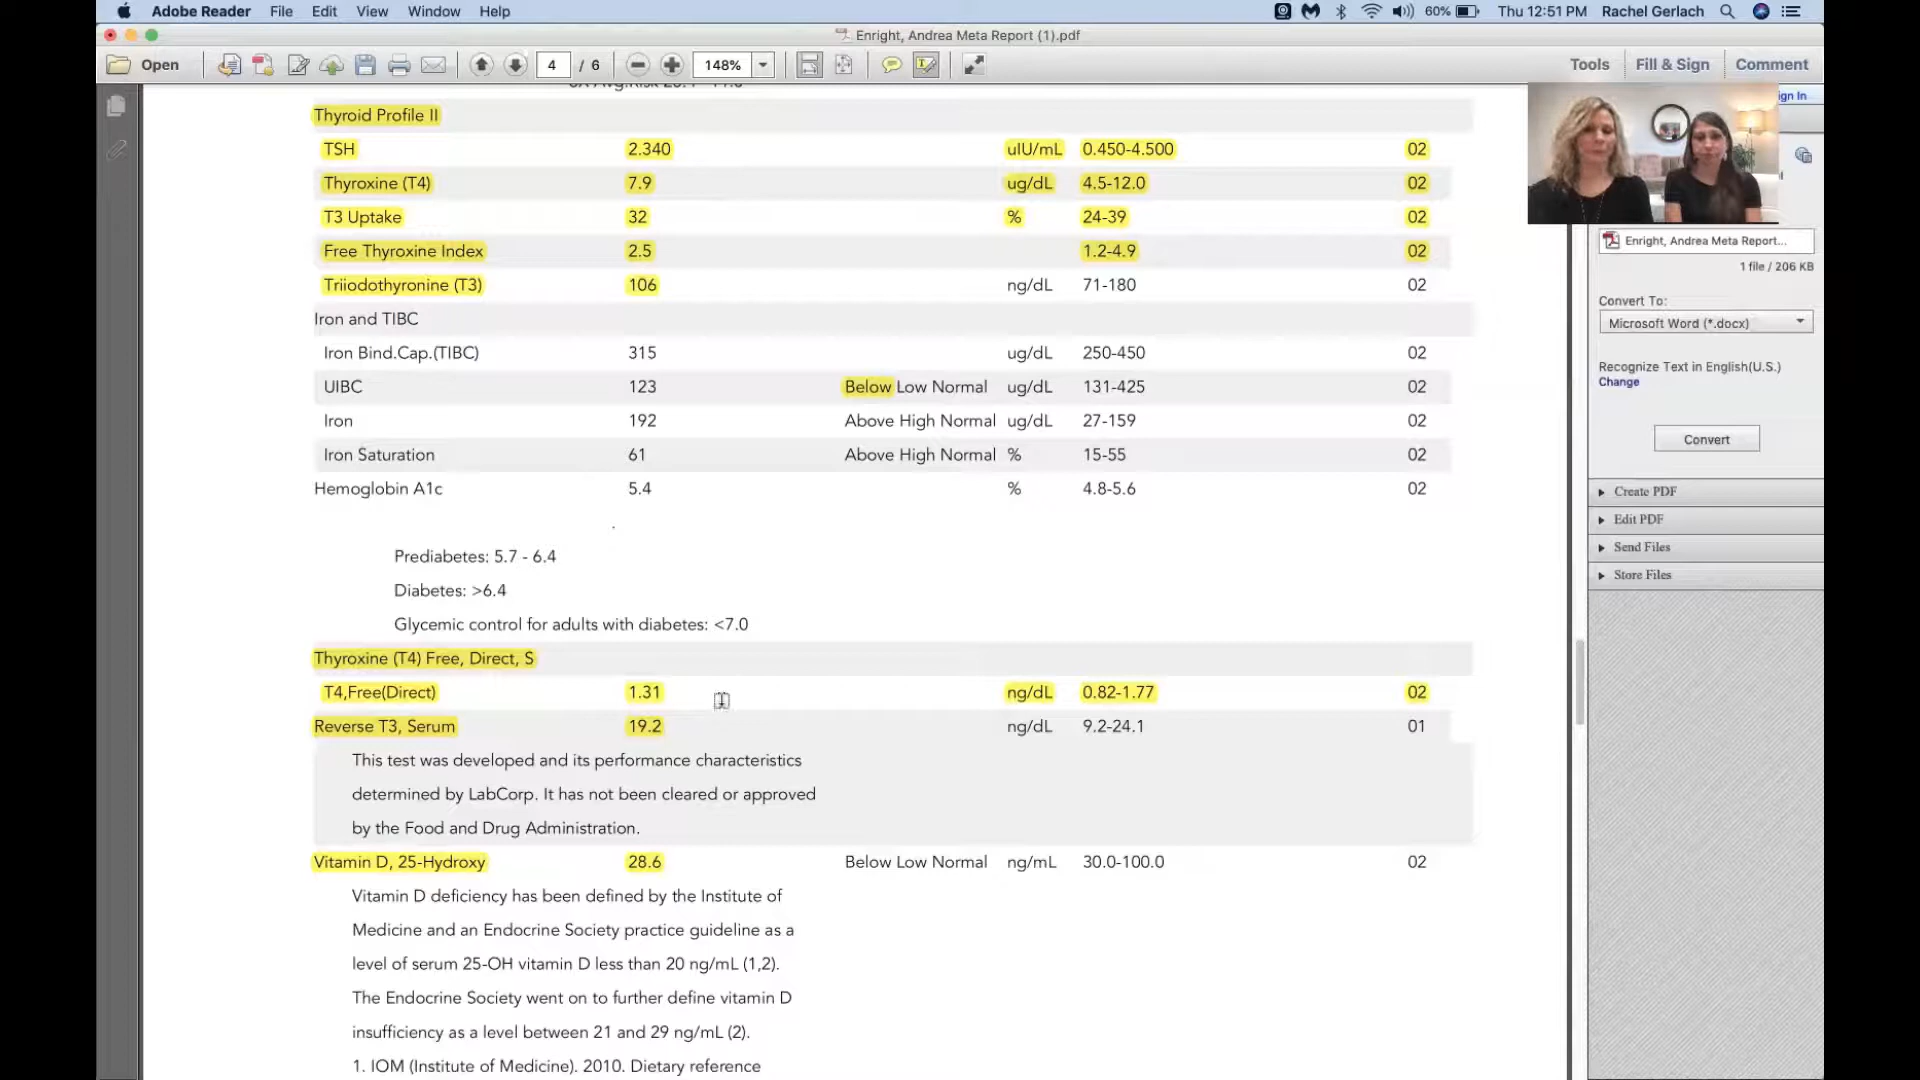 Adobe Reader File Edit View Window Help 60% Thu 12:51 PM Rachel Gerlach
Enright, Andrea Meta Report (1).pdf
Open 4 / 6 148% Tools Fill & Sign Comment
Thyroid Profile II
TSH 2.340 uIU/mL 0.450-4.500 02
Thyroxine (T4) 7.9 ug/dL 4.5-12.0 02
T3 Uptake 32 % 24-39 02
Free Thyroxine Index 2.5 1.2-4.9 02
Triiodothyronine (T3) 106 ng/dL 71-180 02
Iron and TIBC
Iron Bind.Cap.(TIBC) 315 ug/dL 250-450 02
UIBC 123 Below Low Normal ug/dL 131-425 02
Iron 192 Above High Normal ug/dL 27-159 02
Iron Saturation 61 Above High Normal % 15-55 02
Hemoglobin A1c 5.4 % 4.8-5.6 02
.
Prediabetes: 5.7 - 6.4
Diabetes: >6.4
Glycemic control for adults with diabetes: <7.0
Thyroxine (T4) Free, Direct, S
T4,Free(Direct) 1.31 ng/dL 0.82-1.77 02
Reverse T3, Serum 19.2 ng/dL 9.2-24.1 01
This test was developed and its performance characteristics
determined by LabCorp. It has not been cleared or approved
by the Food and Drug Administration.
Vitamin D, 25-Hydroxy 28.6 Below Low Normal ng/mL 30.0-100.0 02
Vitamin D deficiency has been defined by the Institute of
Medicine and an Endocrine Society practice guideline as a
level of serum 25-OH vitamin D less than 20 ng/mL (1,2).
The Endocrine Society went on to further define vitamin D
insufficiency as a level between 21 and 29 ng/mL (2).
1. IOM (Institute of Medicine). 2010. Dietary reference
ign In
Enright, Andrea Meta Report...
1 file / 206 KB
Convert To:
Microsoft Word (*.docx)
Recognize Text in English(U.S.)
Change
Convert
Create PDF
Edit PDF
Send Files
Store Files